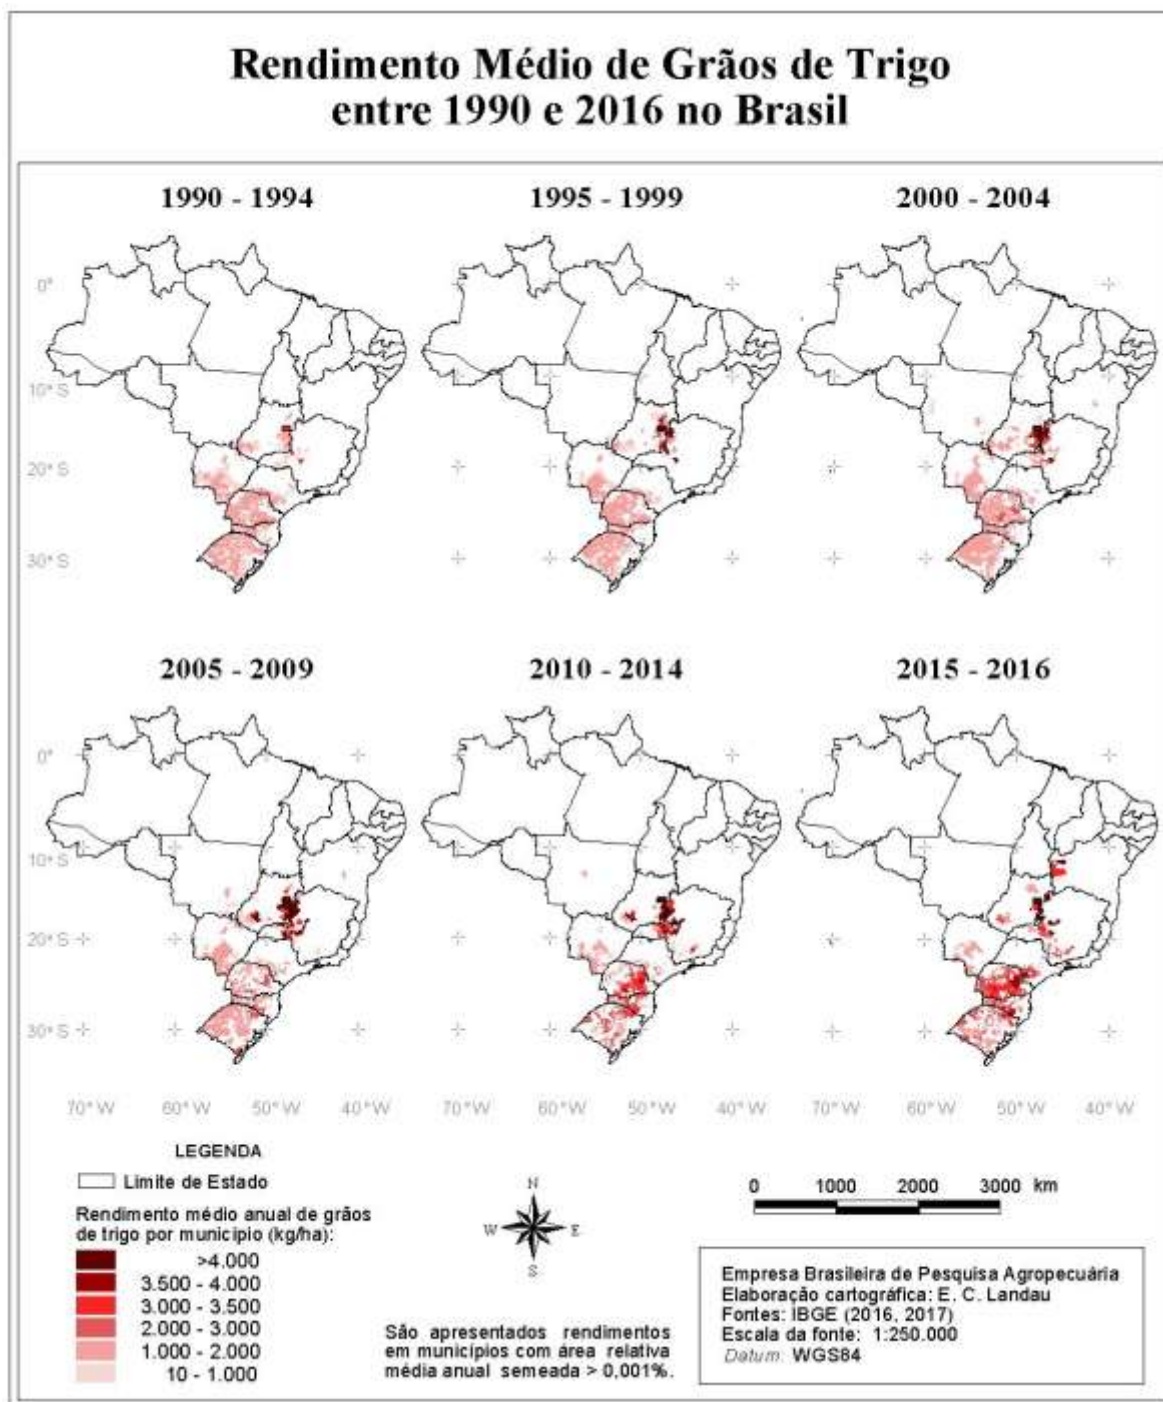 Rendimento Médio de Grãos de Trigo
entre 1990 e 2016 no Brasil
1990 - 1994
1995 - 1999
2000 - 2004
0°
10° S
20° S
30° S
2005 - 2009
2010 - 2014
2015 - 2016
0°
10° S
20° S
30° S
70° W 60° W 50° W 40° W
70° W 60° W 50° W 40° W
70° W 60° W 50° W 40° W
LEGENDA
Limite de Estado
Rendimento médio anual de grãos
de trigo por município (kg/ha):
>4.000
3.500 - 4.000
3.000 - 3.500
2.000 - 3.000
1.000 - 2.000
10 - 1.000
N
W E
S
São apresentados rendimentos
em municípios com área relativa
média anual semeada > 0,001%.
0 1000 2000 3000 km
Empresa Brasileira de Pesquisa Agropecuária
Elaboração cartográfica: E. C. Landau
Fontes: IBGE (2016, 2017)
Escala da fonte: 1:250.000
Datum: WGS84